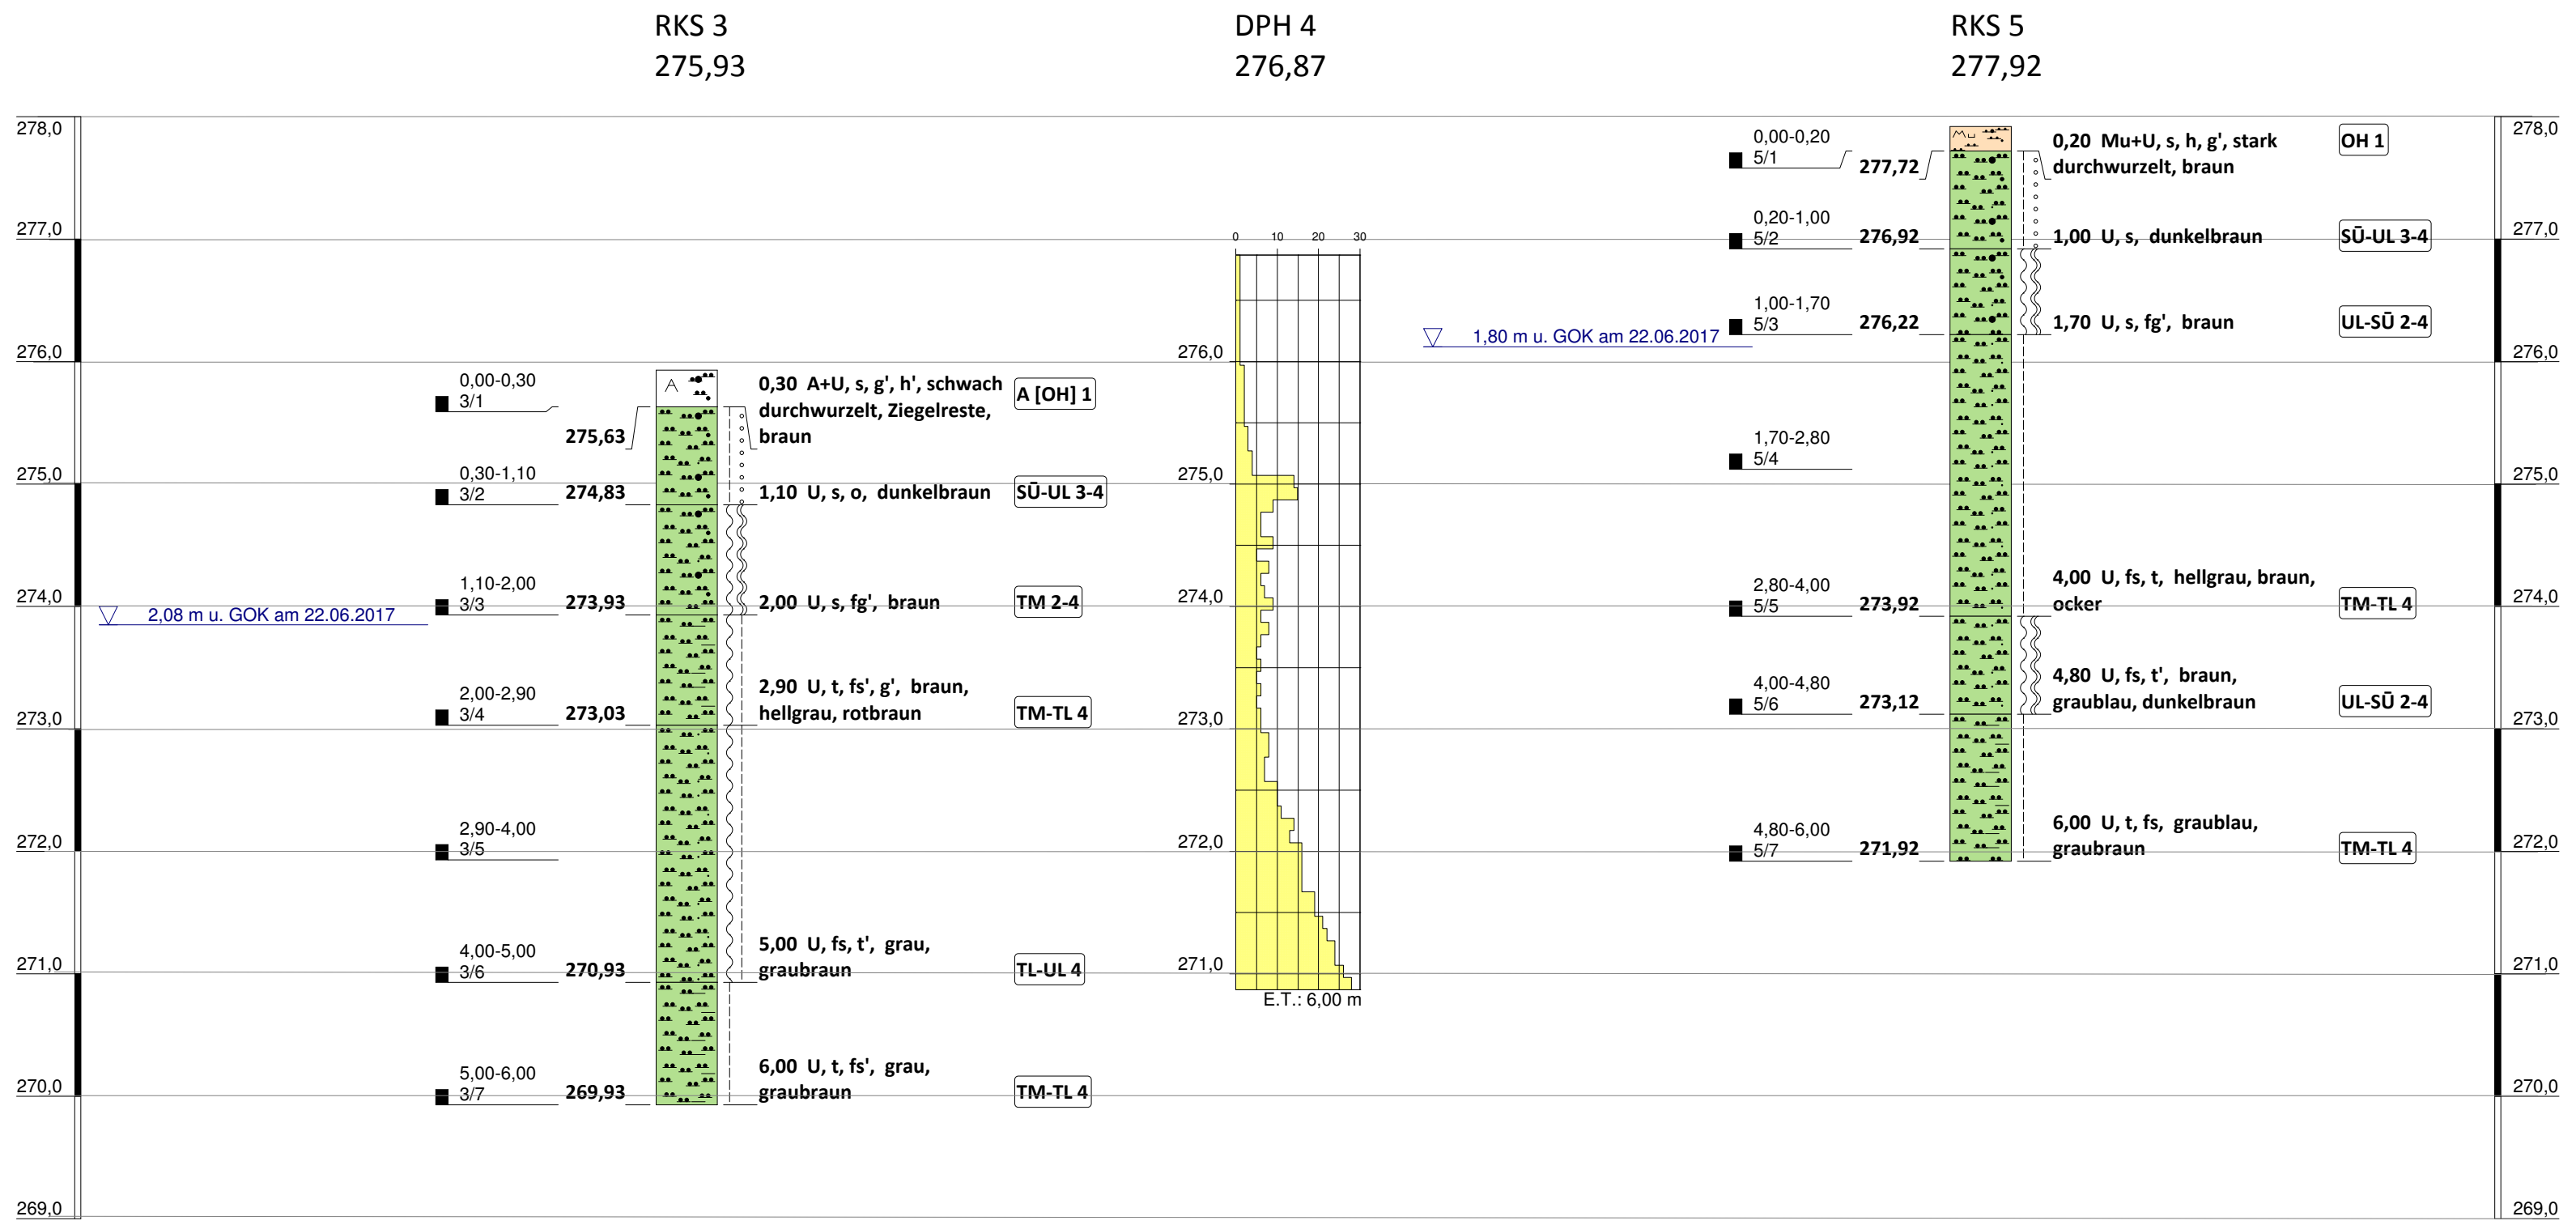 RKS 3
275,93
DPH 4
276,87
RKS 5
277,92
278,0
277,0
276,0
275,0
274,0
273,0
272,0
271,0
270,0
269,0
2,08 m u. GOK am 22.06.2017
0,00-0,30
3/1
275,63
A
0,30 A+U, s, g', h', schwach
durchwurzelt, Ziegelreste,
braun
A [OH] 1
0,30-1,10
3/2
274,83
1,10 U, s, o, dunkelbraun
SŪ-UL 3-4
1,10-2,00
3/3
273,93
2,00 U, s, fg', braun
TM 2-4
2,00-2,90
3/4
273,03
2,90 U, t, fs', g', braun,
hellgrau, rotbraun
TM-TL 4
2,90-4,00
3/5
4,00-5,00
3/6
270,93
5,00 U, fs, t', grau,
graubraun
TL-UL 4
5,00-6,00
3/7
269,93
6,00 U, t, fs', grau,
graubraun
TM-TL 4
0 10 20 30
276,0
275,0
274,0
273,0
272,0
271,0
E.T.: 6,00 m
1,80 m u. GOK am 22.06.2017
0,00-0,20
5/1
277,72
Mu
0,20 Mu+U, s, h, g', stark
durchwurzelt, braun
OH 1
0,20-1,00
5/2
276,92
1,00 U, s, dunkelbraun
SŪ-UL 3-4
1,00-1,70
5/3
276,22
1,70 U, s, fg', braun
UL-SŪ 2-4
1,70-2,80
5/4
2,80-4,00
5/5
273,92
4,00 U, fs, t, hellgrau, braun,
ocker
TM-TL 4
4,00-4,80
5/6
273,12
4,80 U, fs, t', braun,
graublau, dunkelbraun
UL-SŪ 2-4
4,80-6,00
5/7
271,92
6,00 U, t, fs, graublau,
graubraun
TM-TL 4
278,0
277,0
276,0
275,0
274,0
273,0
272,0
271,0
270,0
269,0